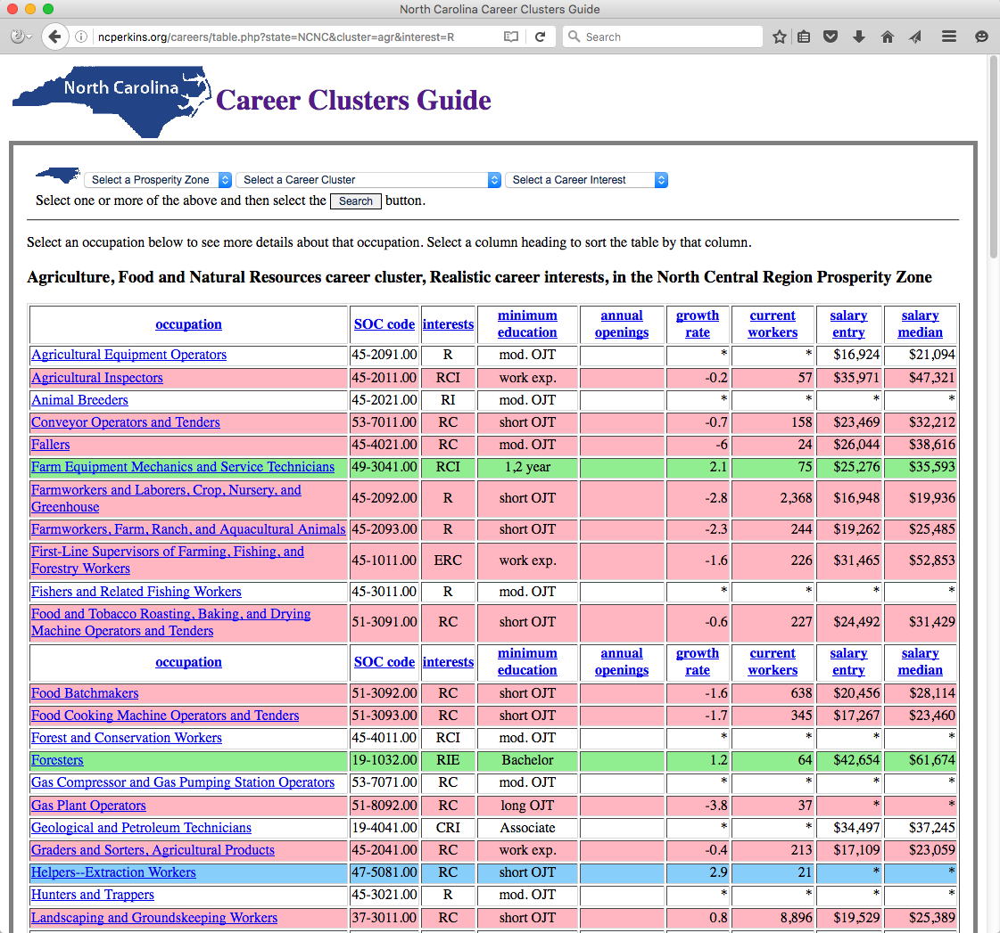 North Carolina Career Clusters Guide
ncperkins.org/careers/table.php?state=NCNC&cluster=agr&interest=R
Search
North Carolina
Career Clusters Guide
Select a Prosperity Zone Select a Career Cluster Select a Career Interest
Select one or more of the above and then select the Search button.
Select an occupation below to see more details about that occupation. Select a column heading to sort the table by that column.
Agriculture, Food and Natural Resources career cluster, Realistic career interests, in the North Central Region Prosperity Zone
occupation SOC code interests minimum education annual openings growth rate current workers salary entry salary median
Agricultural Equipment Operators 45-2091.00 R mod. OJT * * $16,924 $21,094
Agricultural Inspectors 45-2011.00 RCI work exp. -0.2 57 $35,971 $47,321
Animal Breeders 45-2021.00 RI mod. OJT * * * *
Conveyor Operators and Tenders 53-7011.00 RC short OJT -0.7 158 $23,469 $32,212
Fallers 45-4021.00 RC mod. OJT -6 24 $26,044 $38,616
Farm Equipment Mechanics and Service Technicians 49-3041.00 RCI 1,2 year 2.1 75 $25,276 $35,593
Farmworkers and Laborers, Crop, Nursery, and Greenhouse 45-2092.00 R short OJT -2.8 2,368 $16,948 $19,936
Farmworkers, Farm, Ranch, and Aquacultural Animals 45-2093.00 R short OJT -2.3 244 $19,262 $25,485
First-Line Supervisors of Farming, Fishing, and Forestry Workers 45-1011.00 ERC work exp. -1.6 226 $31,465 $52,853
Fishers and Related Fishing Workers 45-3011.00 R mod. OJT * * * *
Food and Tobacco Roasting, Baking, and Drying Machine Operators and Tenders 51-3091.00 RC short OJT -0.6 227 $24,492 $31,429
occupation SOC code interests minimum education annual openings growth rate current workers salary entry salary median
Food Batchmakers 51-3092.00 RC short OJT -1.6 638 $20,456 $28,114
Food Cooking Machine Operators and Tenders 51-3093.00 RC short OJT -1.7 345 $17,267 $23,460
Forest and Conservation Workers 45-4011.00 RCI mod. OJT * * * *
Foresters 19-1032.00 RIE Bachelor 1.2 64 $42,654 $61,674
Gas Compressor and Gas Pumping Station Operators 53-7071.00 RC mod. OJT * * * *
Gas Plant Operators 51-8092.00 RC long OJT -3.8 37 * *
Geological and Petroleum Technicians 19-4041.00 CRI Associate * * $34,497 $37,245
Graders and Sorters, Agricultural Products 45-2041.00 RC work exp. -0.4 213 $17,109 $23,059
Helpers--Extraction Workers 47-5081.00 RC short OJT 2.9 21 * *
Hunters and Trappers 45-3021.00 R mod. OJT * * * *
Landscaping and Groundskeeping Workers 37-3011.00 RC short OJT 0.8 8,896 $19,529 $25,389